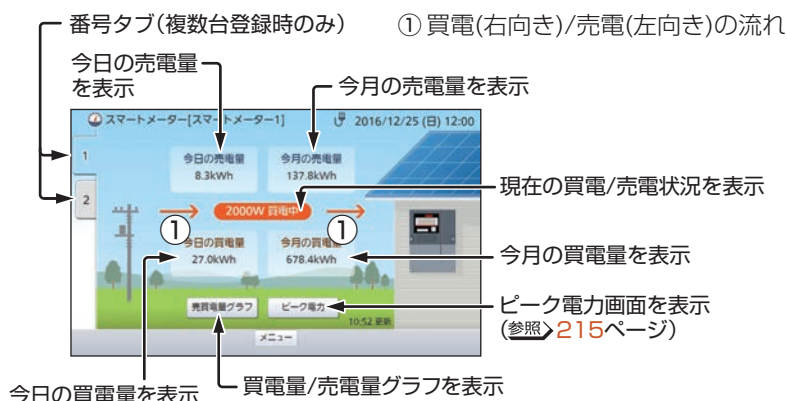 番号タブ(複数台登録時のみ)
① 買電(右向き)/売電(左向き)の流れ
今日の売電量
を表示
今月の売電量を表示
スマートメーター[スマートメーター1]
2016/12/25 (日) 12:00
1
2
今日の売電量
8.3kWh
今月の売電量
137.8kWh
現在の買電/売電状況を表示
①
2000W 買電中
①
今日の買電量
27.0kWh
今月の買電量
678.4kWh
今月の買電量を表示
売買電量グラフ
ピーク電力
10:52 更新
ピーク電力画面を表示
(参照 215ページ)
メニュー
今日の買電量を表示
買電量/売電量グラフを表示